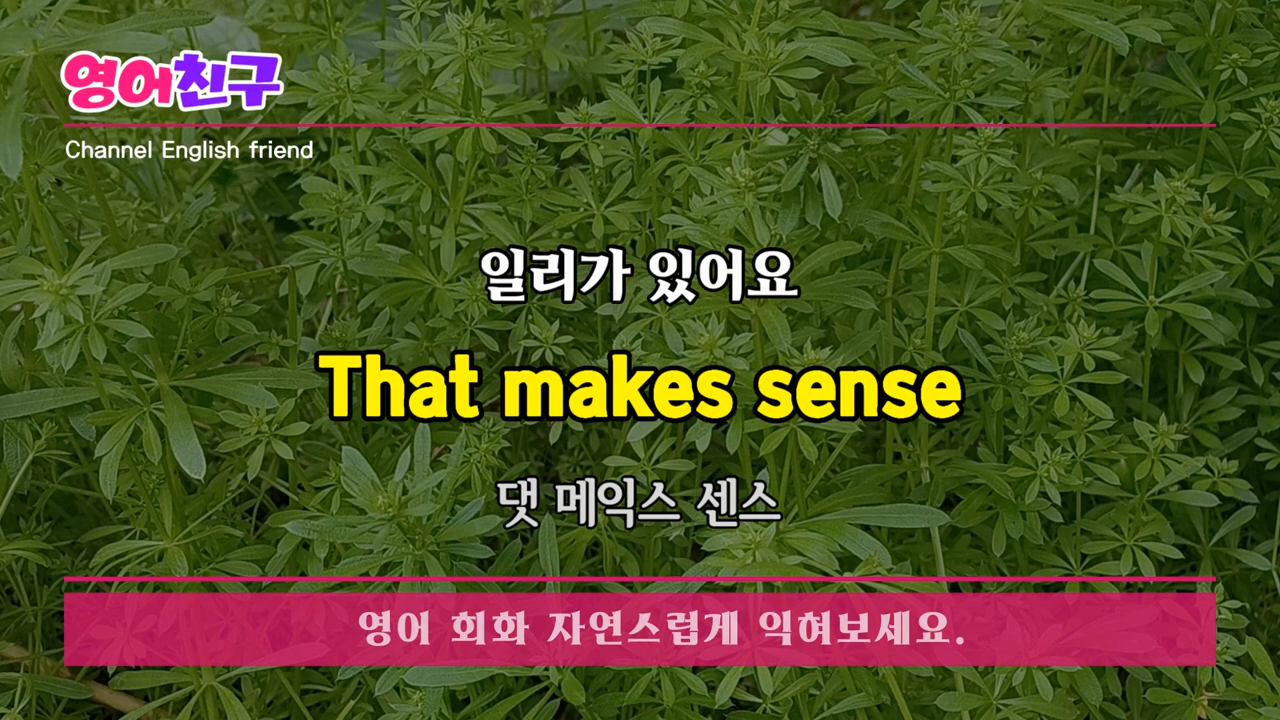 영어친구
Channel English friend
일리가 있어요
That makes sense
댓 메익스 센스
영어 회화 자연스럽게 익혀보세요.